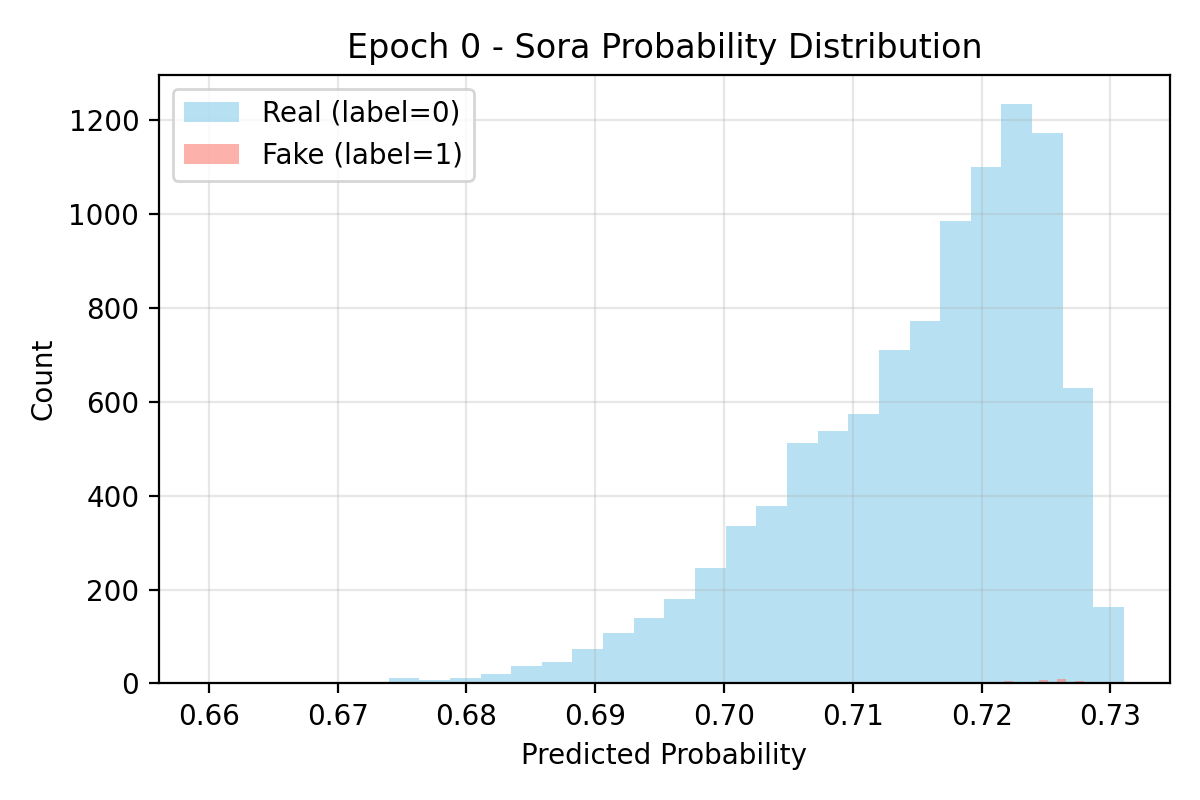 Epoch 0 - Sora Probability Distribution
Real (label=0)
Fake (label=1)
1200
1000
800
600
400
200
0
Count
0.66 0.67 0.68 0.69 0.70 0.71 0.72 0.73
Predicted Probability